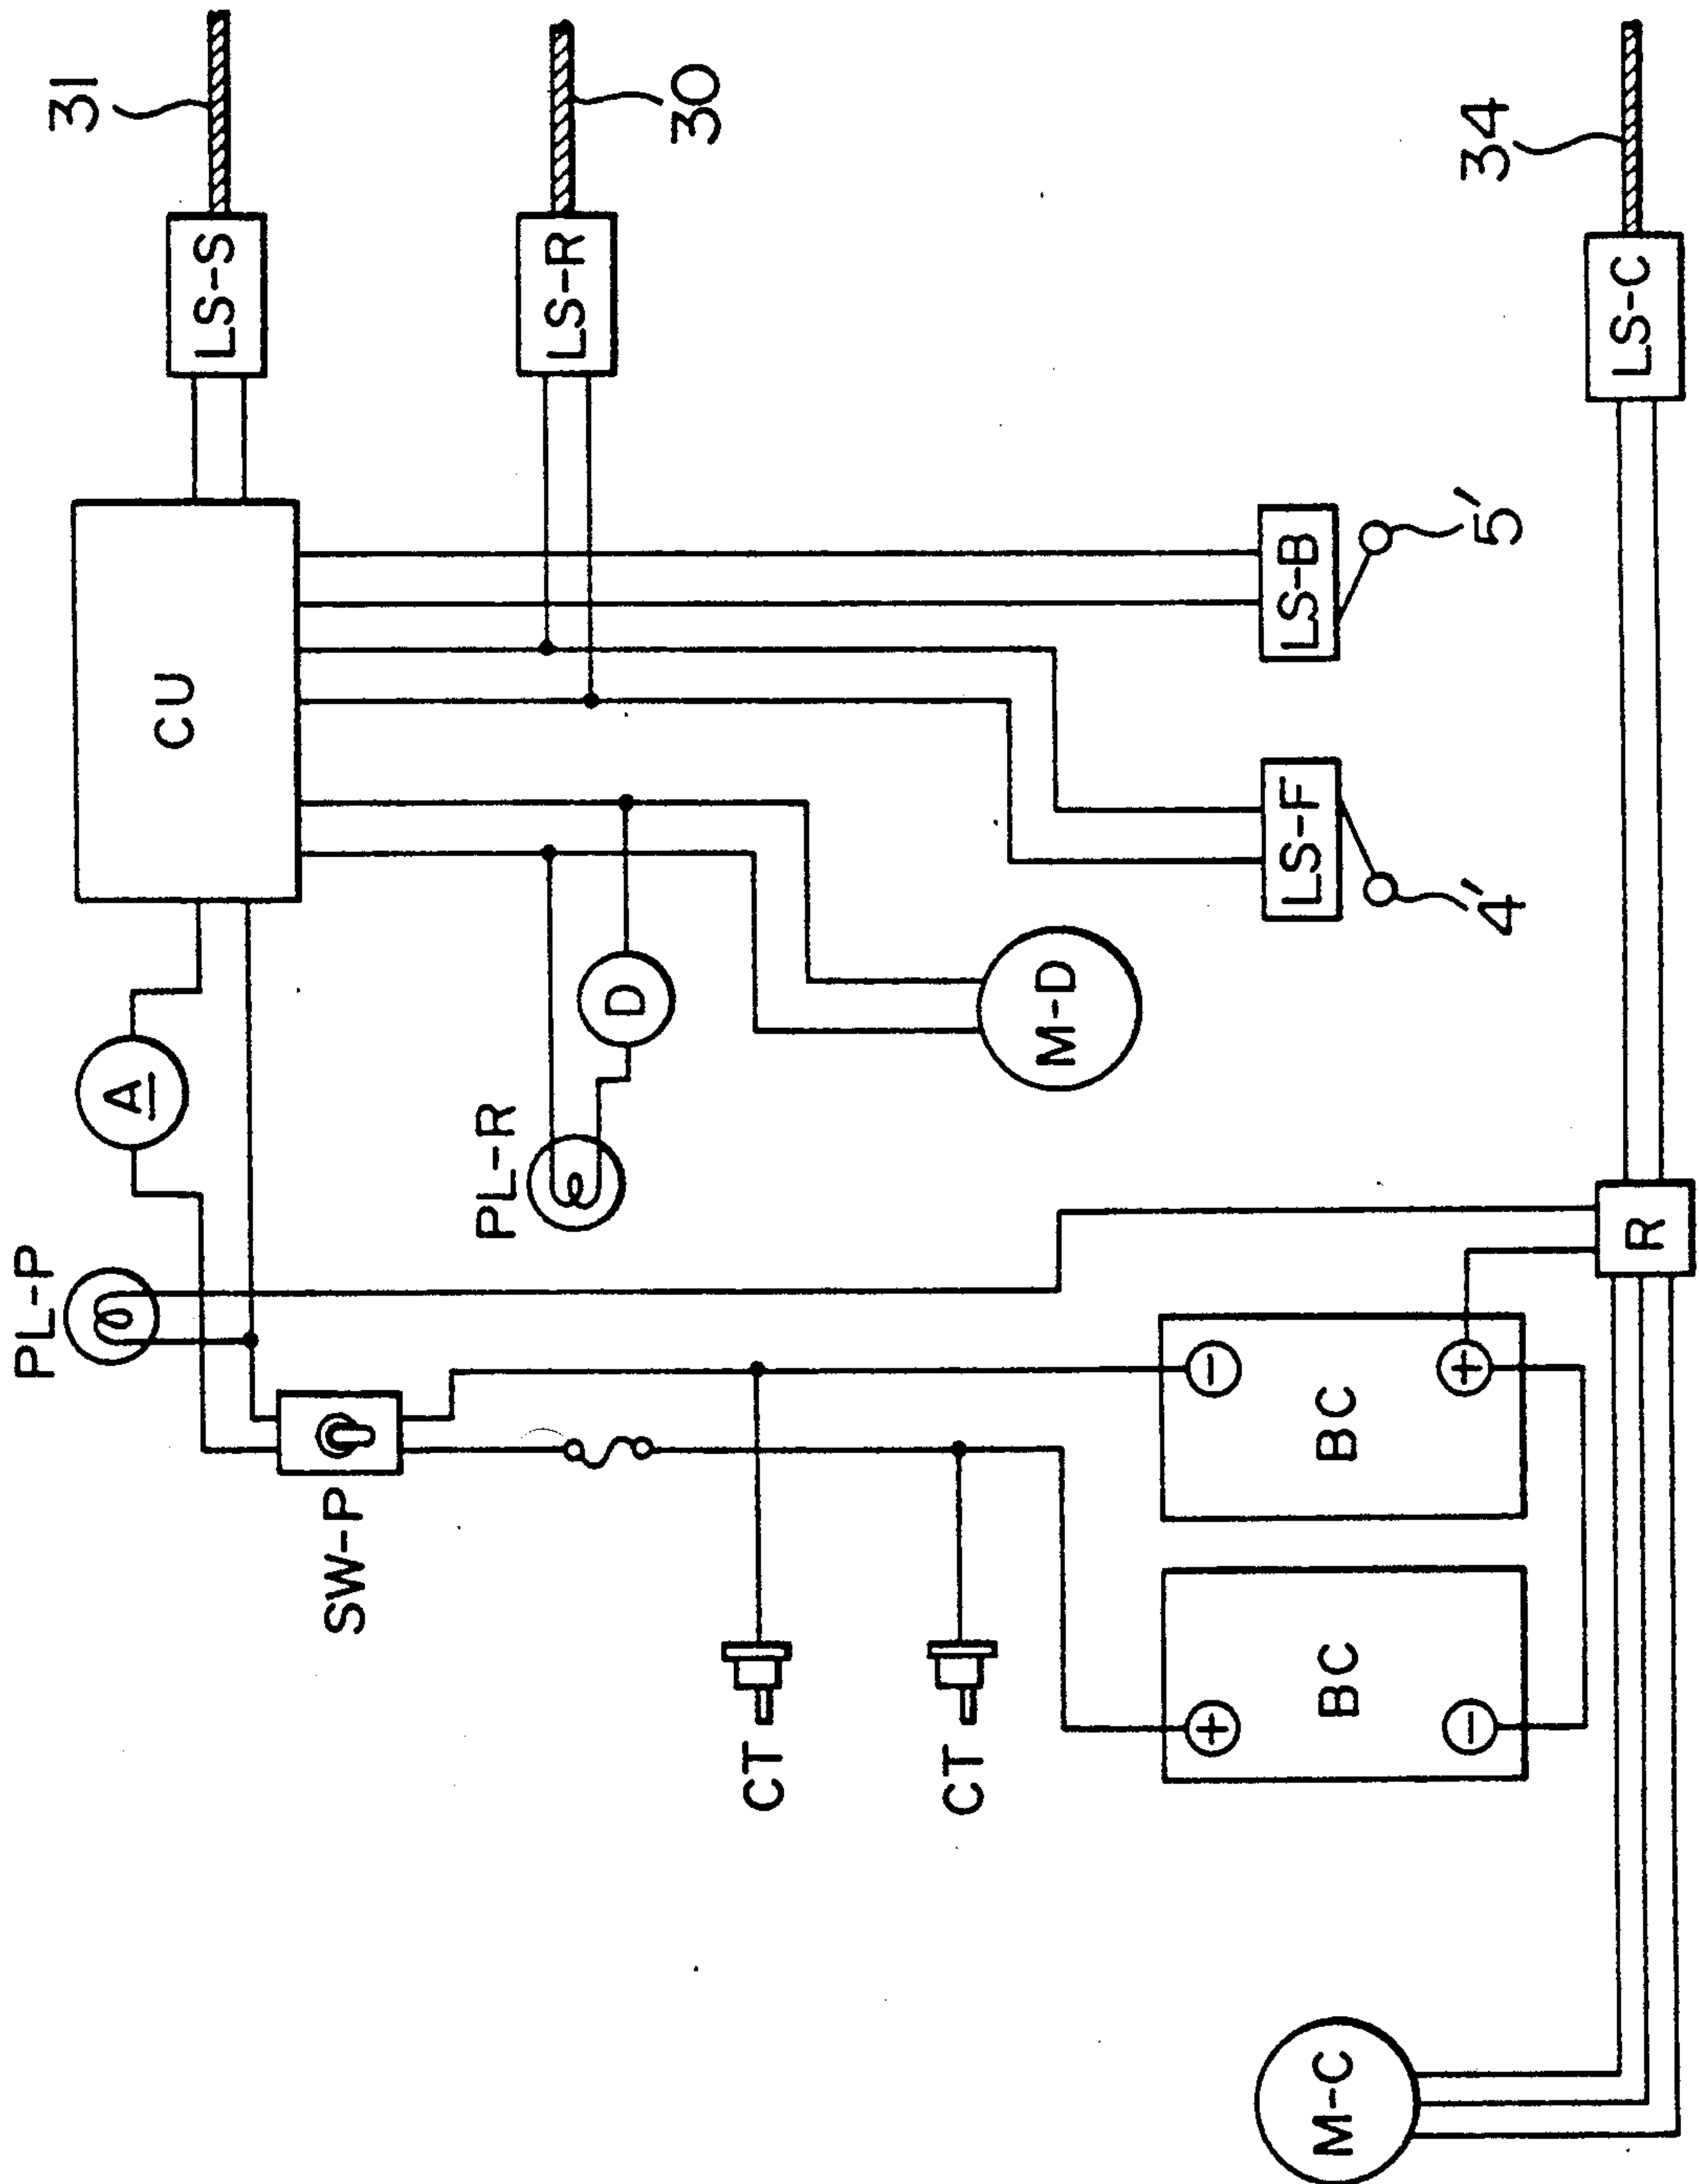 31
LS-S
30
LS-R
34
LS-C
CU
LS-B
5'
LS-F
4'
A
D
M-D
PL-R
PL-P
R
SW-P
−
+
BC
+
−
BC
CT
CT
M-C